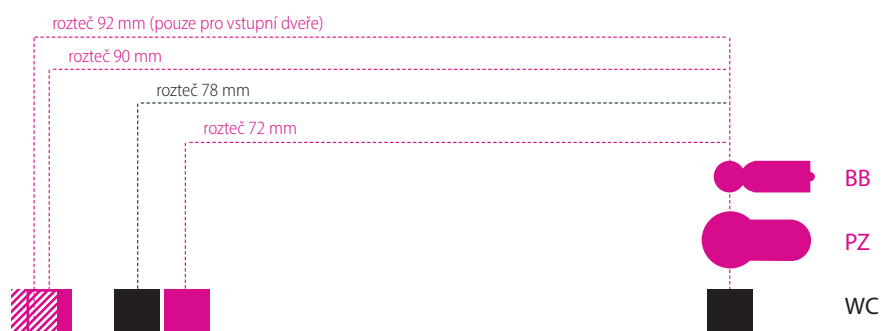 rozteč 92 mm (pouze pro vstupní dveře)
rozteč 90 mm
rozteč 78 mm
rozteč 72 mm
BB
PZ
WC